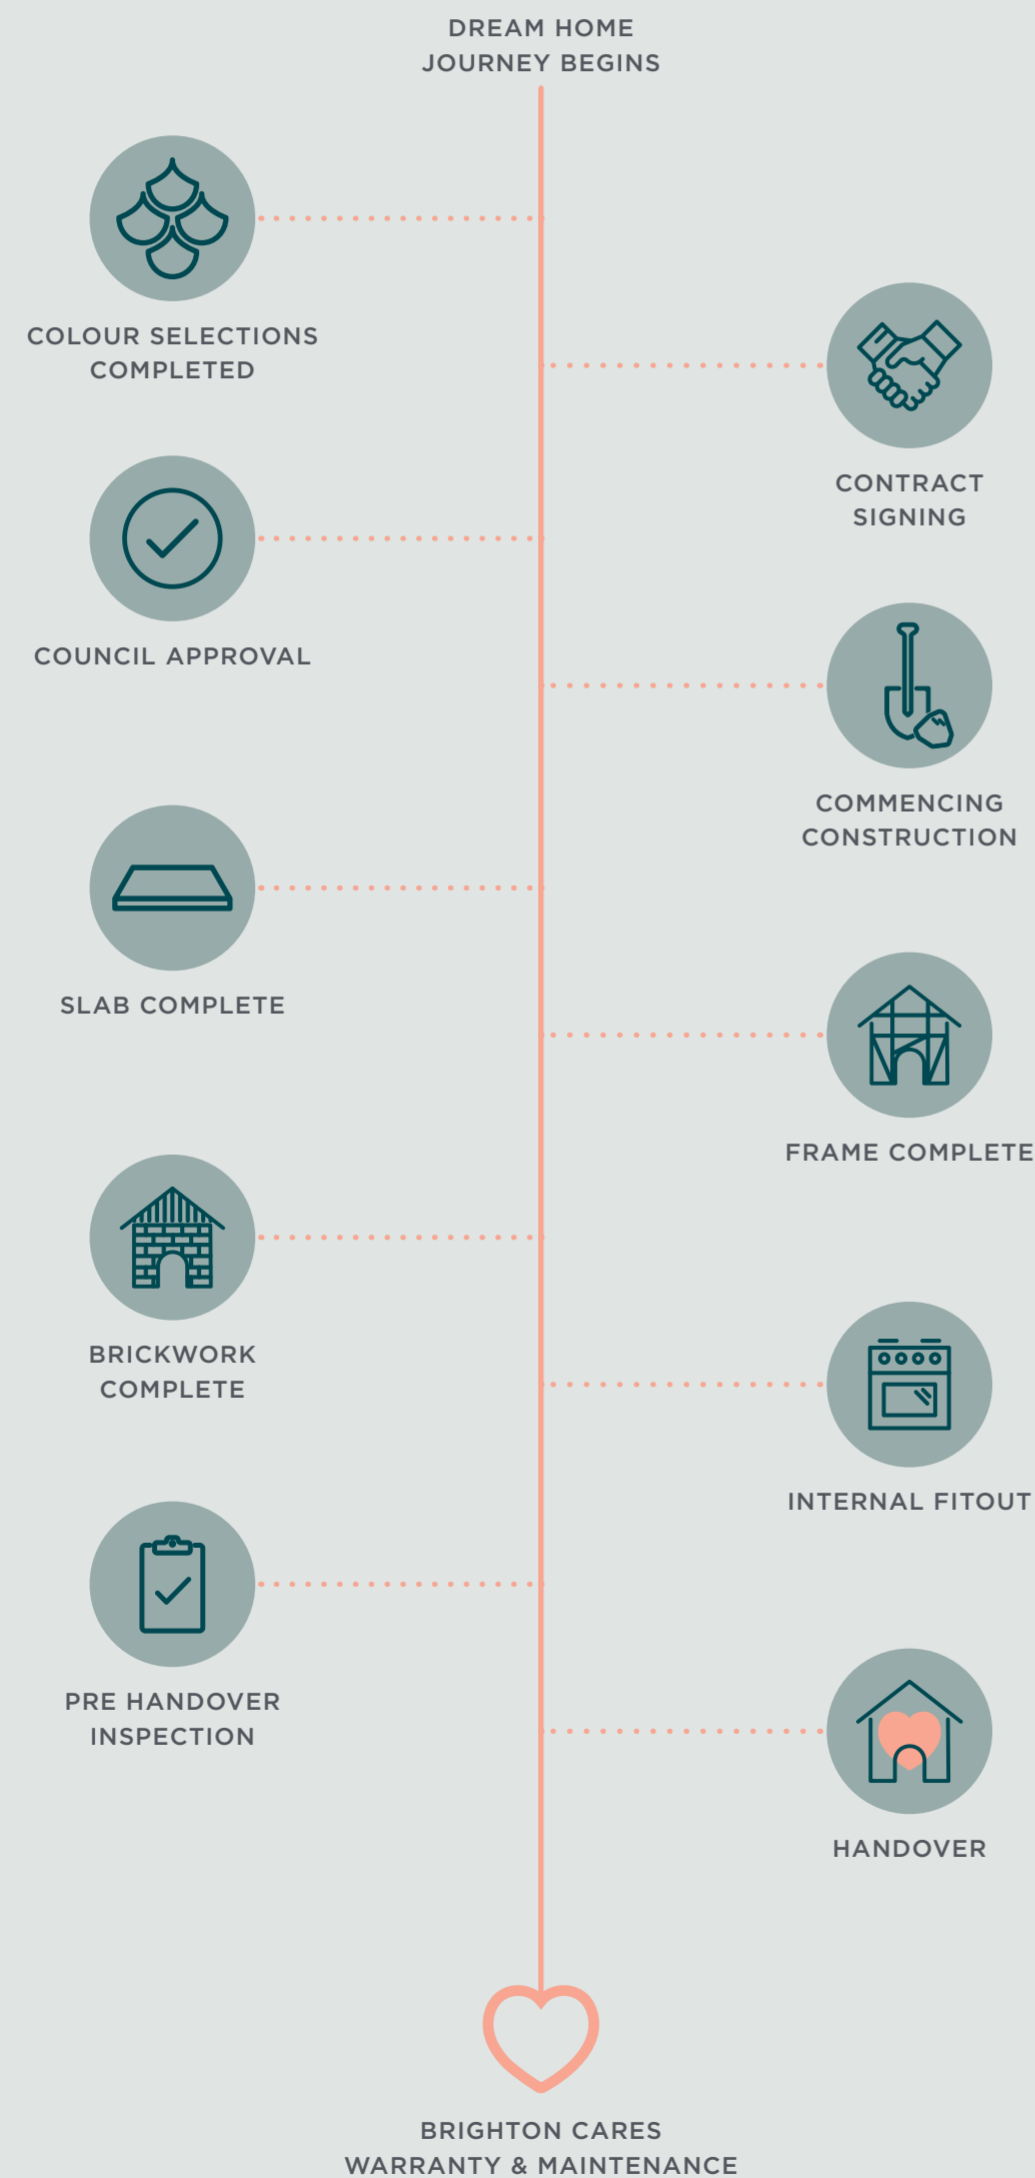 DREAM HOME
JOURNEY BEGINS
COLOUR SELECTIONS
COMPLETED
CONTRACT
SIGNING
COUNCIL APPROVAL
COMMENCING
CONSTRUCTION
SLAB COMPLETE
FRAME COMPLETE
BRICKWORK
COMPLETE
INTERNAL FITOUT
PRE HANDOVER
INSPECTION
HANDOVER
BRIGHTON CARES
WARRANTY & MAINTENANCE